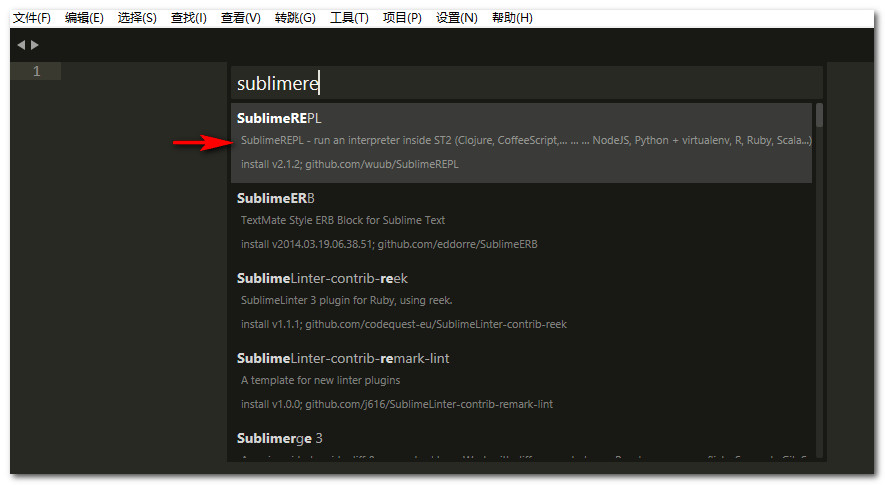 文件(F) 编辑(E) 选择(S) 查找(I) 查看(V) 转跳(G) 工具(T) 项目(P) 设置(N) 帮助(H)
1
sublimere
SublimeREPL
SublimeREPL - run an interpreter inside ST2 (Clojure, CoffeeScript,... ... ... NodeJS, Python + virtualenv, R, Ruby, Scala...)
install v2.1.2; github.com/wuub/SublimeREPL
SublimeERB
TextMate Style ERB Block for Sublime Text
install v2014.03.19.06.38.51; github.com/eddorre/SublimeERB
SublimeLinter-contrib-reek
SublimeLinter 3 plugin for Ruby, using reek.
install v1.1.1; github.com/codequest-eu/SublimeLinter-contrib-reek
SublimeLinter-contrib-remark-lint
A template for new linter plugins
install v1.0.0; github.com/j616/SublimeLinter-contrib-remark-lint
Sublimerge 3